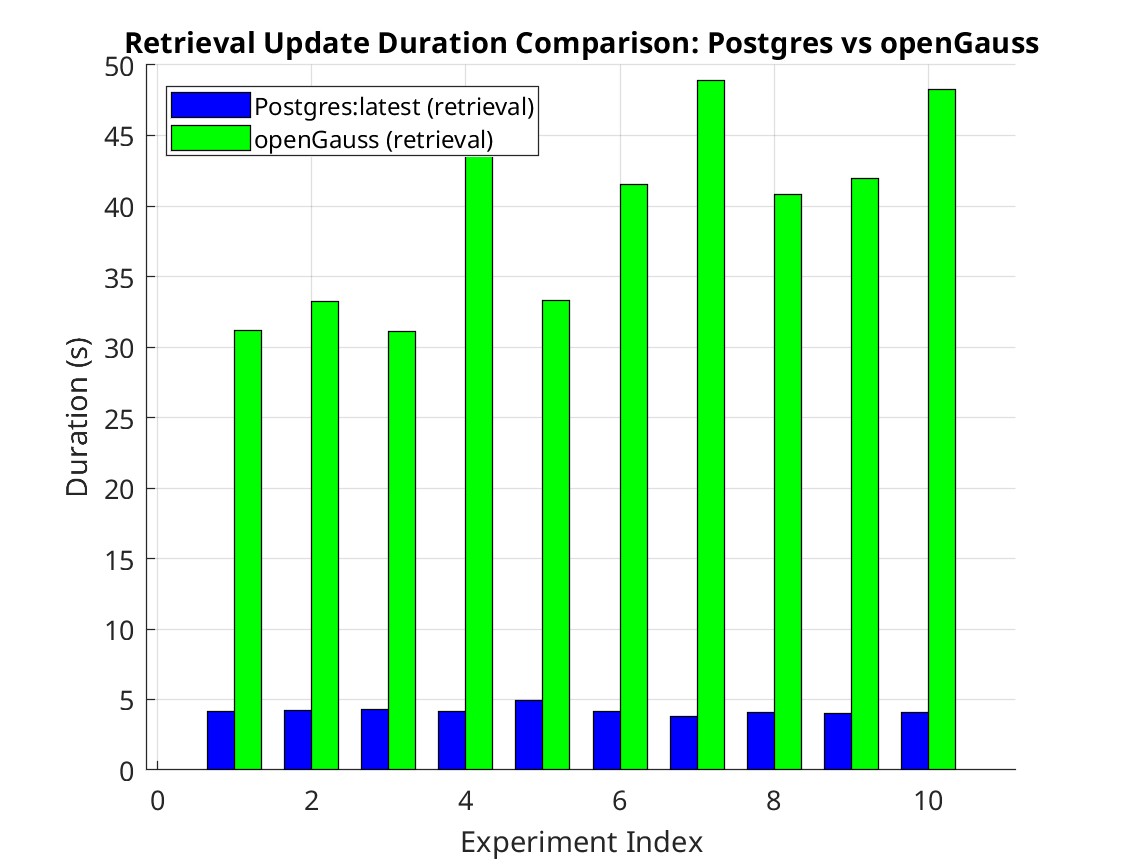 Retrieval Update Duration Comparison: Postgres vs openGauss
Postgres:latest (retrieval)
openGauss (retrieval)
Duration (s)
50
45
40
35
30
25
20
15
10
5
0
0 2 4 6 8 10
Experiment Index